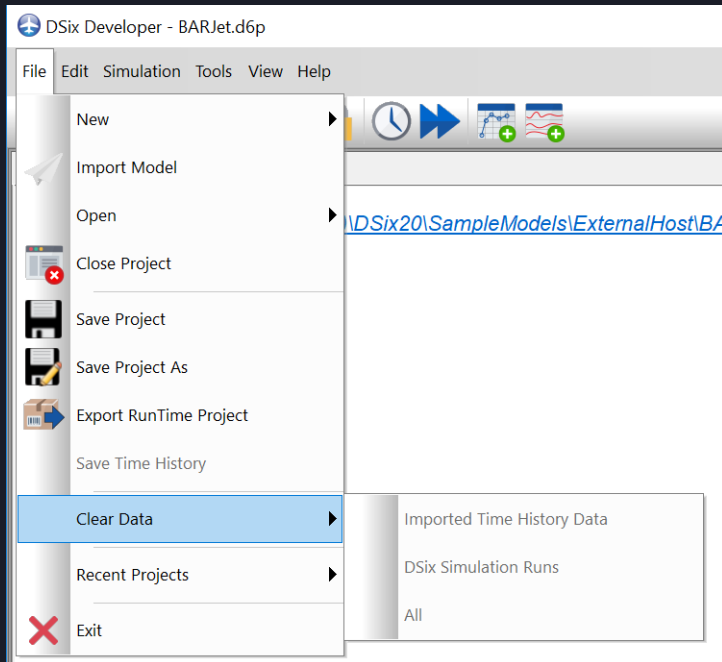 DSix Developer - BARJet.d6p
File Edit Simulation Tools View Help
New
Import Model
Open
\DSix20\SampleModels\ExternalHost\BA
Close Project
Save Project
Save Project As
Export RunTime Project
Save Time History
Clear Data
Imported Time History Data
DSix Simulation Runs
Recent Projects
All
Exit